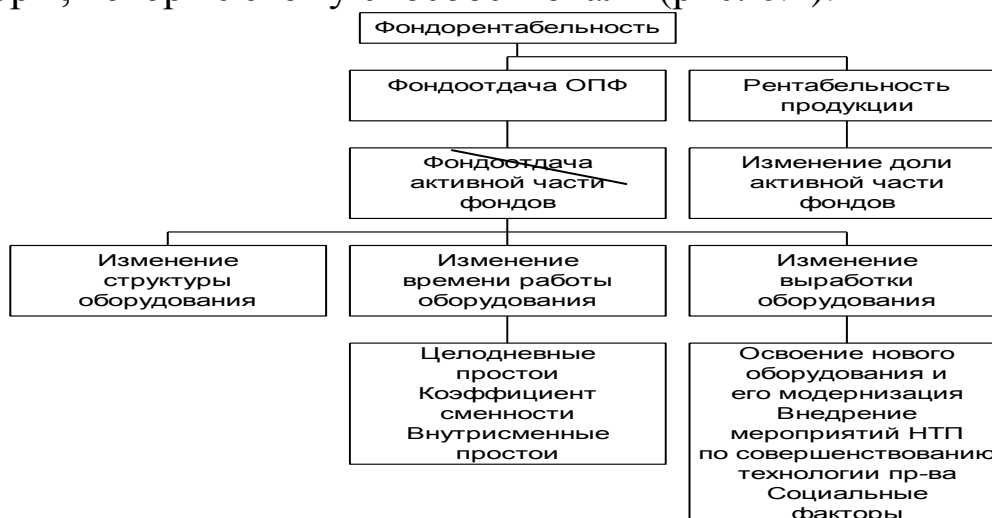 Фондорентабельность
Фондоотдача ОПФ
Рентабельность
продукции
Фондоотдача
активной части
фондов
Изменение доли
активной части
фондов
Изменение
структуры
оборудования
Изменение
времени работы
оборудования
Изменение
выработки
оборудования
Целодневные
простои
Коэффициент
сменности
Внутрисменные
простои
Освоение нового
оборудования и
его модернизация
Внедрение
мероприятий НТП
по совершенствованию
технологии пр-ва
Социальные
факторы